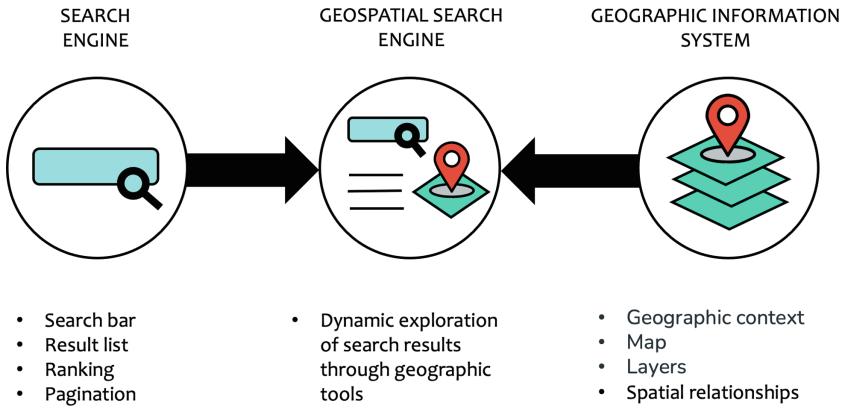 SEARCH
ENGINE
GEOSPATIAL SEARCH
ENGINE
GEOGRAPHIC INFORMATION
SYSTEM
• Search bar
• Result list
• Ranking
• Pagination
• Dynamic exploration
of search results
through geographic
tools
• Geographic context
• Map
• Layers
• Spatial relationships